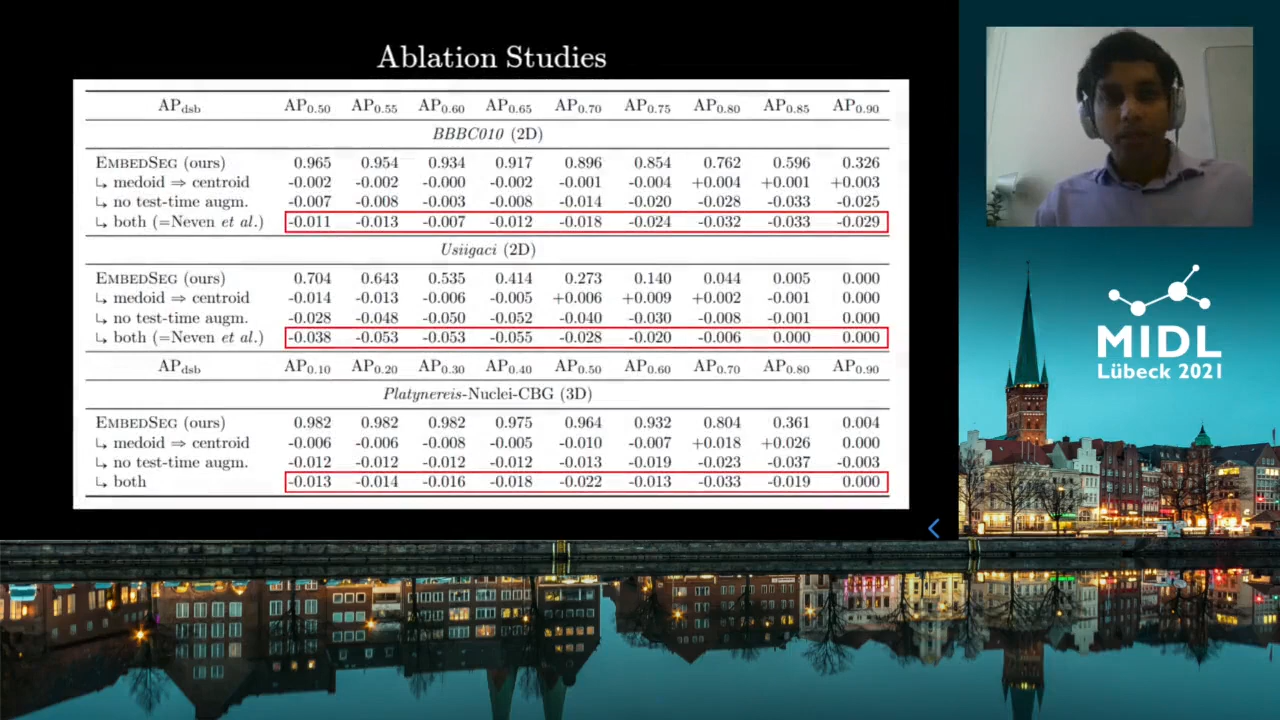 Ablation Studies
APdsb AP0.50 AP0.55 AP0.60 AP0.65 AP0.70 AP0.75 AP0.80 AP0.85 AP0.90
BBBC010 (2D)
EMBEDSEG (ours) 0.965 0.954 0.934 0.917 0.896 0.854 0.762 0.596 0.326
↳ medoid ⇒ centroid -0.002 -0.002 -0.000 -0.002 -0.001 -0.004 +0.004 +0.001 +0.003
↳ no test-time augm. -0.007 -0.008 -0.003 -0.008 -0.014 -0.020 -0.028 -0.033 -0.025
↳ both (=Neven et al.) -0.011 -0.013 -0.007 -0.012 -0.018 -0.024 -0.032 -0.033 -0.029
Usiigaci (2D)
EMBEDSEG (ours) 0.704 0.643 0.535 0.414 0.273 0.140 0.044 0.005 0.000
↳ medoid ⇒ centroid -0.014 -0.013 -0.006 -0.005 +0.006 +0.009 +0.002 -0.001 0.000
↳ no test-time augm. -0.028 -0.048 -0.050 -0.052 -0.040 -0.030 -0.008 -0.001 0.000
↳ both (=Neven et al.) -0.038 -0.053 -0.053 -0.055 -0.028 -0.020 -0.006 0.000 0.000
APdsb AP0.10 AP0.20 AP0.30 AP0.40 AP0.50 AP0.60 AP0.70 AP0.80 AP0.90
Platynereis-Nuclei-CBG (3D)
EMBEDSEG (ours) 0.982 0.982 0.982 0.975 0.964 0.932 0.804 0.361 0.004
↳ medoid ⇒ centroid -0.006 -0.006 -0.008 -0.005 -0.010 -0.007 +0.018 +0.026 0.000
↳ no test-time augm. -0.012 -0.012 -0.012 -0.012 -0.013 -0.019 -0.023 -0.037 -0.003
↳ both -0.013 -0.014 -0.016 -0.018 -0.022 -0.013 -0.033 -0.019 0.000
MIDL
Lübeck 2021